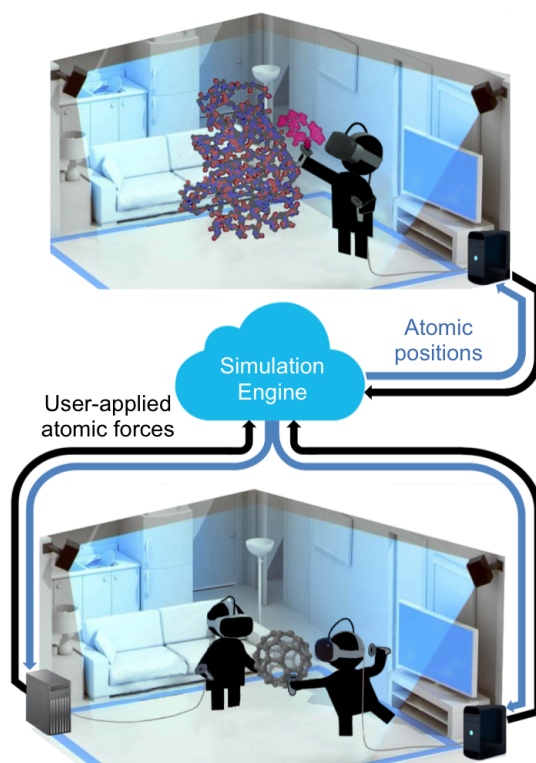 Atomic
positions
Simulation
Engine
User-applied
atomic forces